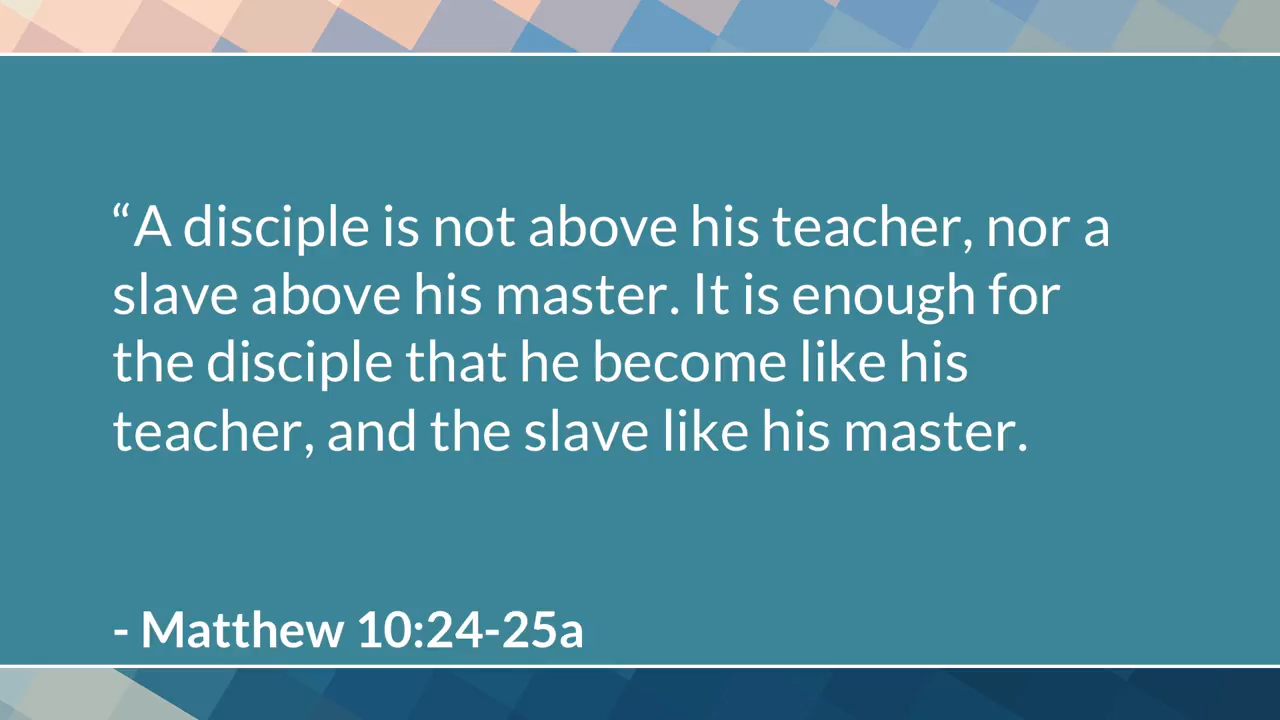 “A disciple is not above his teacher, nor a
slave above his master. It is enough for
the disciple that he become like his
teacher, and the slave like his master.
- Matthew 10:24-25a